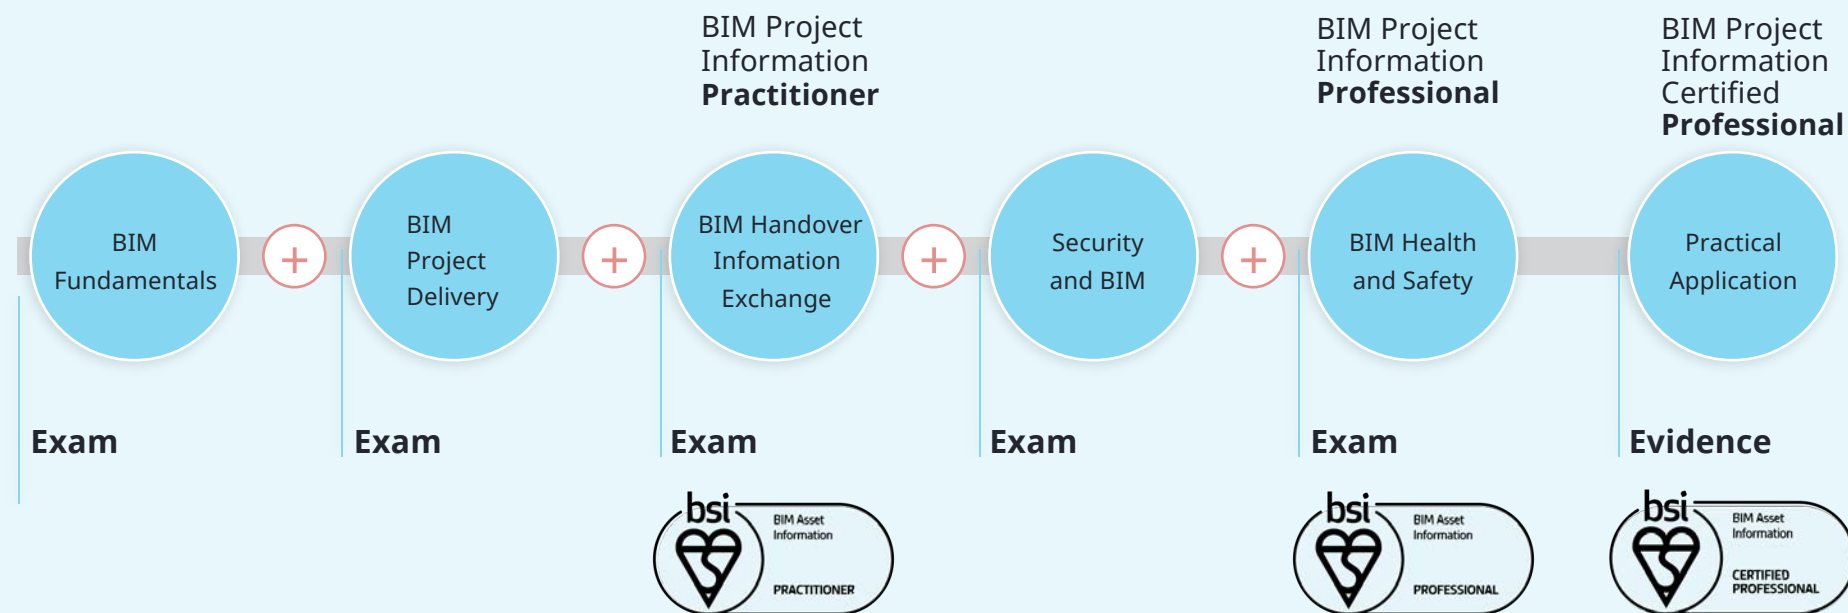 BIM Project
Information
Practitioner
BIM Project
Information
Professional
BIM Project
Information
Certified
Professional
BIM
Fundamentals
+
BIM
Project
Delivery
+
BIM Handover
Infomation
Exchange
+
Security
and BIM
+
BIM Health
and Safety
Practical
Application
Exam
Exam
Exam
Exam
Exam
Evidence
bsi
BIM Asset
Information
PRACTITIONER
bsi
BIM Asset
Information
PROFESSIONAL
bsi
BIM Asset
Information
CERTIFIED
PROFESSIONAL